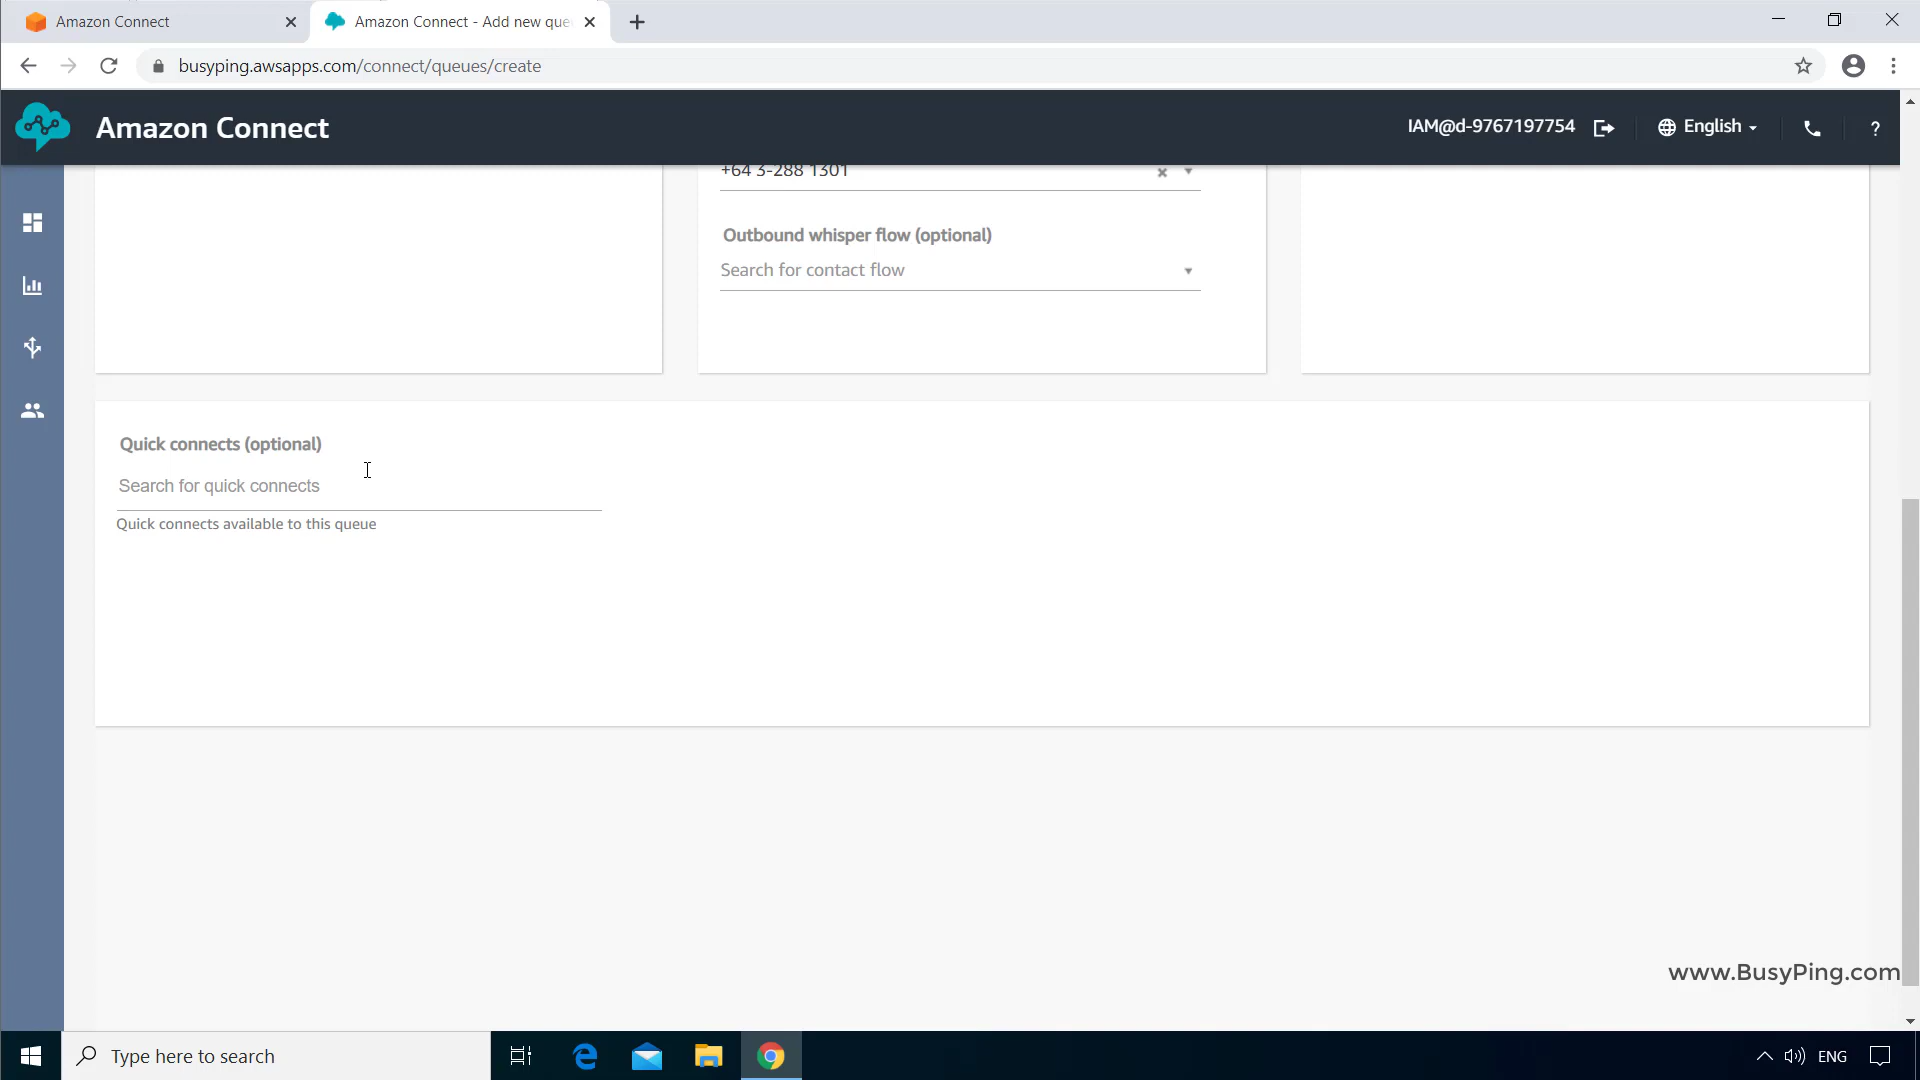 Amazon Connect
Amazon Connect - Add new que
busyping.awsapps.com/connect/queues/create
Amazon Connect
IAM@d-9767197754
English
?
+64 3-288 1301
Outbound whisper flow (optional)
Search for contact flow
Quick connects (optional)
Search for quick connects
Quick connects available to this queue
www.BusyPing.com
Type here to search
ENG